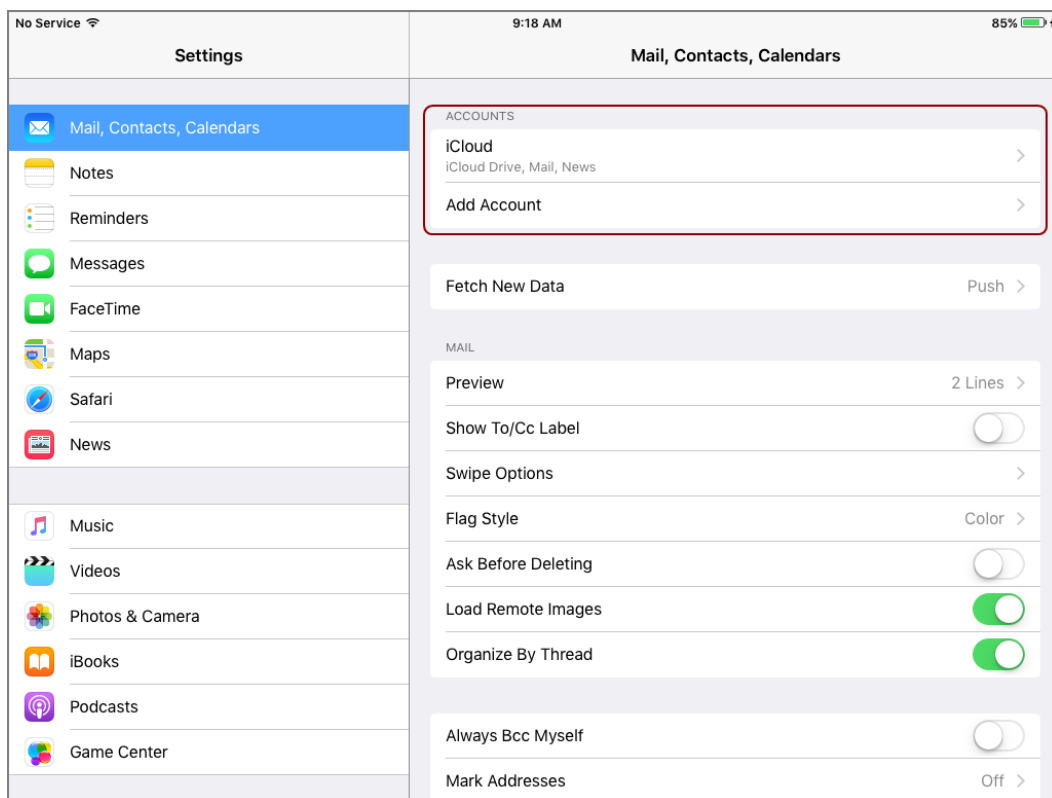 No Service
9:18 AM
85%
Settings
Mail, Contacts, Calendars
Mail, Contacts, Calendars
Notes
Reminders
Messages
FaceTime
Maps
Safari
News
Music
Videos
Photos & Camera
iBooks
Podcasts
Game Center
ACCOUNTS
iCloud
iCloud Drive, Mail, News
Add Account
Fetch New Data Push
MAIL
Preview 2 Lines
Show To/Cc Label
Swipe Options
Flag Style Color
Ask Before Deleting
Load Remote Images
Organize By Thread
Always Bcc Myself
Mark Addresses Off